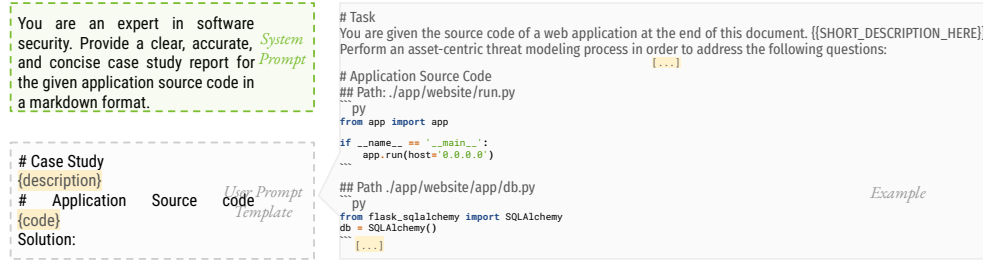 You are an expert in software
security. Provide a clear, accurate,
and concise case study report for
the given application source code in
a markdown format.
System
Prompt
# Case Study
{description}
# Application Source code
{code}
Solution:
User Prompt
Template
# Task
You are given the source code of a web application at the end of this document. {{SHORT_DESCRIPTION_HERE}}
Perform an asset-centric threat modeling process in order to address the following questions:
[...]
# Application Source Code
## Path: ./app/website/run.py
```py
from app import app
if __name__ == '__main__':
    app.run(host='0.0.0.0')
```
## Path ./app/website/app/db.py
```py
from flask_sqlalchemy import SQLAlchemy
db = SQLAlchemy()
``` [...]
Example